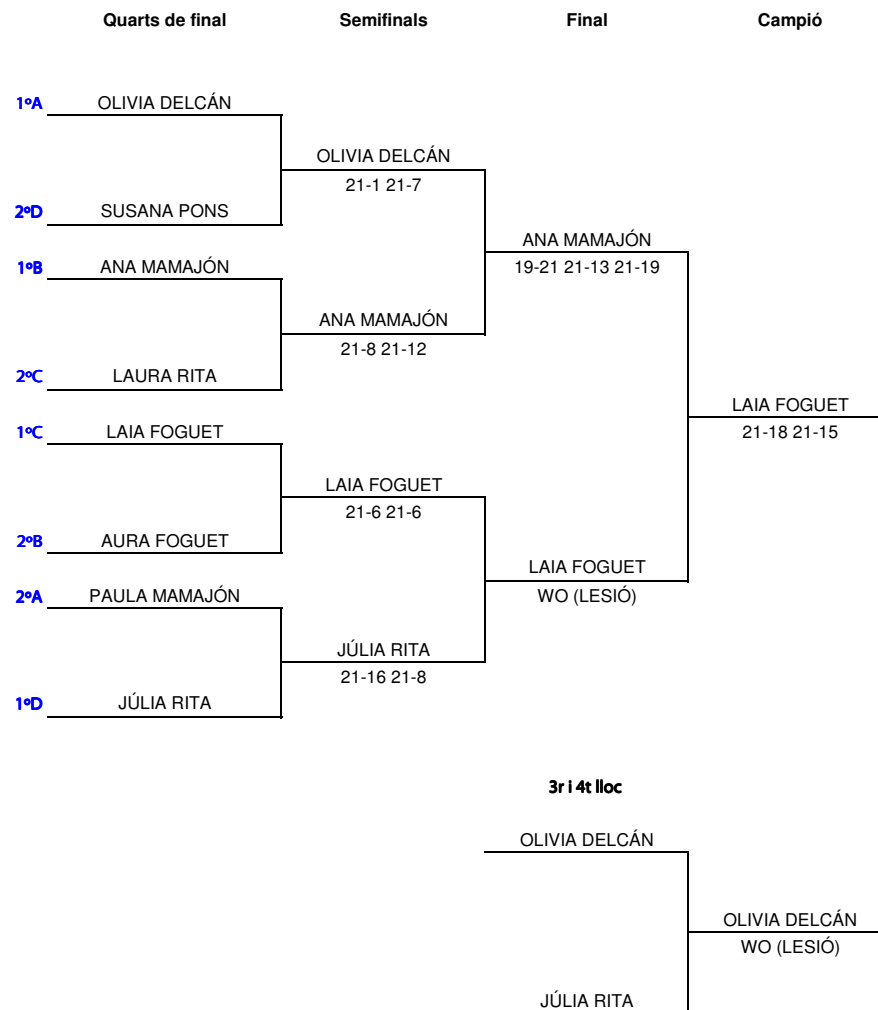 Quarts de final Semifinals Final Campió
1ºA OLIVIA DELCÁN
OLIVIA DELCÁN
21-1 21-7
2ºD SUSANA PONS
ANA MAMAJÓN
19-21 21-13 21-19
1ºB ANA MAMAJÓN
ANA MAMAJÓN
21-8 21-12
2ºC LAURA RITA
LAIA FOGUET
21-18 21-15
1ºC LAIA FOGUET
LAIA FOGUET
21-6 21-6
2ºB AURA FOGUET
LAIA FOGUET
WO (LESIÓ)
2ºA PAULA MAMAJÓN
JÚLIA RITA
21-16 21-8
1ºD JÚLIA RITA
3r i 4t lloc
OLIVIA DELCÁN
OLIVIA DELCÁN
WO (LESIÓ)
JÚLIA RITA